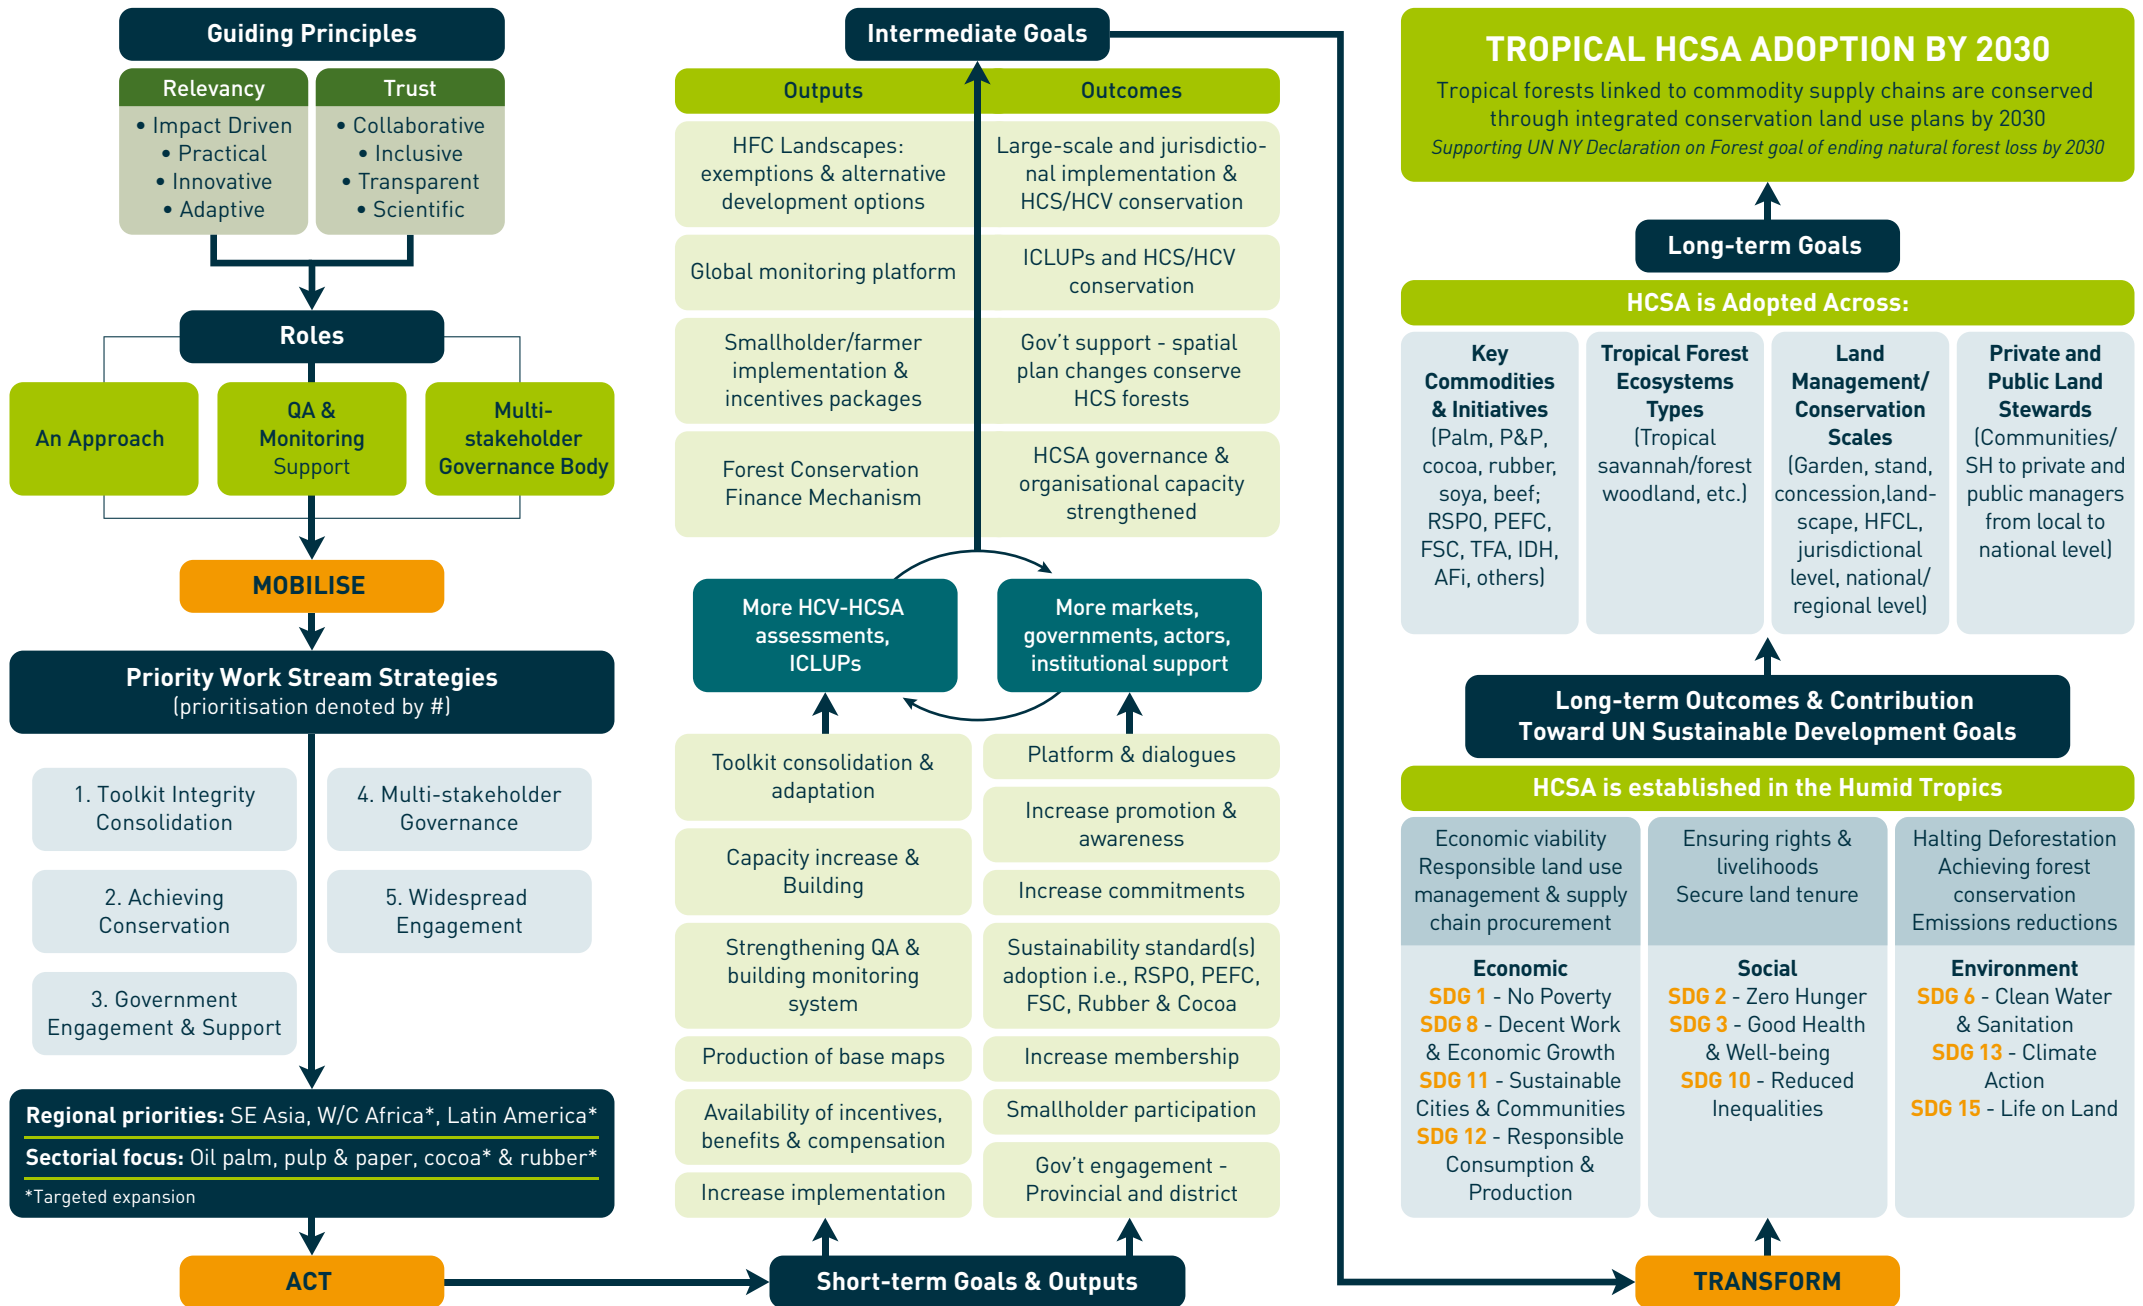 Guiding Principles
Relevancy
• Impact Driven
• Practical
• Innovative
• Adaptive
Trust
• Collaborative
• Inclusive
• Transparent
• Scientific
Roles
An Approach
QA &
Monitoring
Support
Multi-
stakeholder
Governance Body
MOBILISE
Priority Work Stream Strategies
(prioritisation denoted by #)
1. Toolkit Integrity
Consolidation
2. Achieving
Conservation
3. Government
Engagement & Support
4. Multi-stakeholder
Governance
5. Widespread
Engagement
Regional priorities: SE Asia, W/C Africa*, Latin America*
Sectorial focus: Oil palm, pulp & paper, cocoa* & rubber*
*Targeted expansion
ACT
Intermediate Goals
Outputs
Outcomes
HFC Landscapes:
exemptions & alternative
development options
Large-scale and jurisdictio-
nal implementation &
HCS/HCV conservation
Global monitoring platform
ICLUPs and HCS/HCV
conservation
Smallholder/farmer
implementation &
incentives packages
Gov't support - spatial
plan changes conserve
HCS forests
Forest Conservation
Finance Mechanism
HCSA governance &
organisational capacity
strengthened
More HCV-HCSA
assessments,
ICLUPs
More markets,
governments, actors,
institutional support
Toolkit consolidation &
adaptation
Capacity increase &
Building
Strengthening QA &
building monitoring
system
Production of base maps
Availability of incentives,
benefits & compensation
Increase implementation
Platform & dialogues
Increase promotion &
awareness
Increase commitments
Sustainability standard(s)
adoption i.e., RSPO, PEFC,
FSC, Rubber & Cocoa
Increase membership
Smallholder participation
Gov't engagement -
Provincial and district
Short-term Goals & Outputs
TROPICAL HCSA ADOPTION BY 2030
Tropical forests linked to commodity supply chains are conserved
through integrated conservation land use plans by 2030
Supporting UN NY Declaration on Forest goal of ending natural forest loss by 2030
Long-term Goals
HCSA is Adopted Across:
Key
Commodities
& Initiatives
(Palm, P&P,
cocoa, rubber,
soya, beef;
RSPO, PEFC,
FSC, TFA, IDH,
AFi, others)
Tropical Forest
Ecosystems
Types
(Tropical
savannah/forest
woodland, etc.)
Land
Management/
Conservation
Scales
(Garden, stand,
concession,land-
scape, HFCL,
jurisdictional
level, national/
regional level)
Private and
Public Land
Stewards
(Communities/
SH to private and
public managers
from local to
national level)
Long-term Outcomes & Contribution
Toward UN Sustainable Development Goals
HCSA is established in the Humid Tropics
Economic viability
Responsible land use
management & supply
chain procurement
Economic
SDG 1 - No Poverty
SDG 8 - Decent Work
& Economic Growth
SDG 11 - Sustainable
Cities & Communities
SDG 12 - Responsible
Consumption &
Production
Ensuring rights &
livelihoods
Secure land tenure
Social
SDG 2 - Zero Hunger
SDG 3 - Good Health
& Well-being
SDG 10 - Reduced
Inequalities
Halting Deforestation
Achieving forest
conservation
Emissions reductions
Environment
SDG 6 - Clean Water
& Sanitation
SDG 13 - Climate
Action
SDG 15 - Life on Land
TRANSFORM